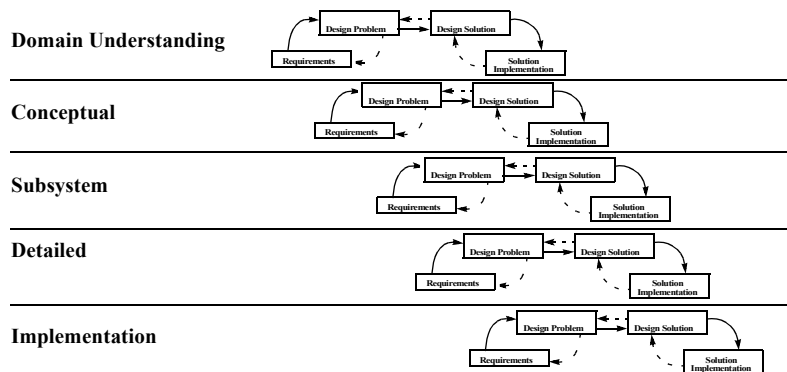 Domain Understanding
Design Problem
Design Solution
Requirements
Solution
Implementation
Conceptual
Design Problem
Design Solution
Requirements
Solution
Implementation
Subsystem
Design Problem
Design Solution
Requirements
Solution
Implementation
Detailed
Design Problem
Design Solution
Requirements
Solution
Implementation
Implementation
Design Problem
Design Solution
Requirements
Solution
Implementation